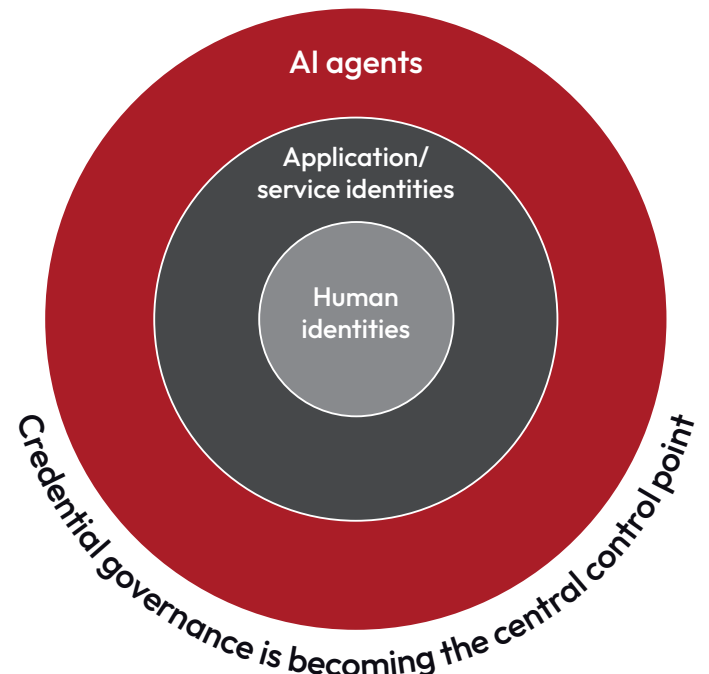 AI agents
Application/
service identities
Human
identities
Credential governance is becoming the central control point